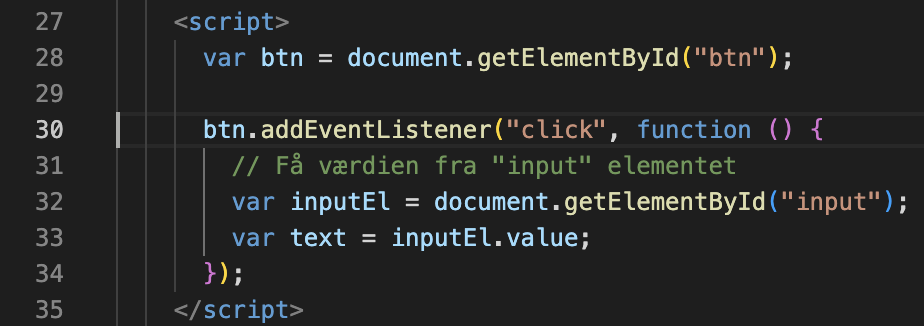 27 <script>
28 var btn = document.getElementById("btn");
29
30 btn.addEventListener("click", function () {
31 // Få værdien fra "input" elementet
32 var inputEl = document.getElementById("input");
33 var text = inputEl.value;
34 });
35 </script>